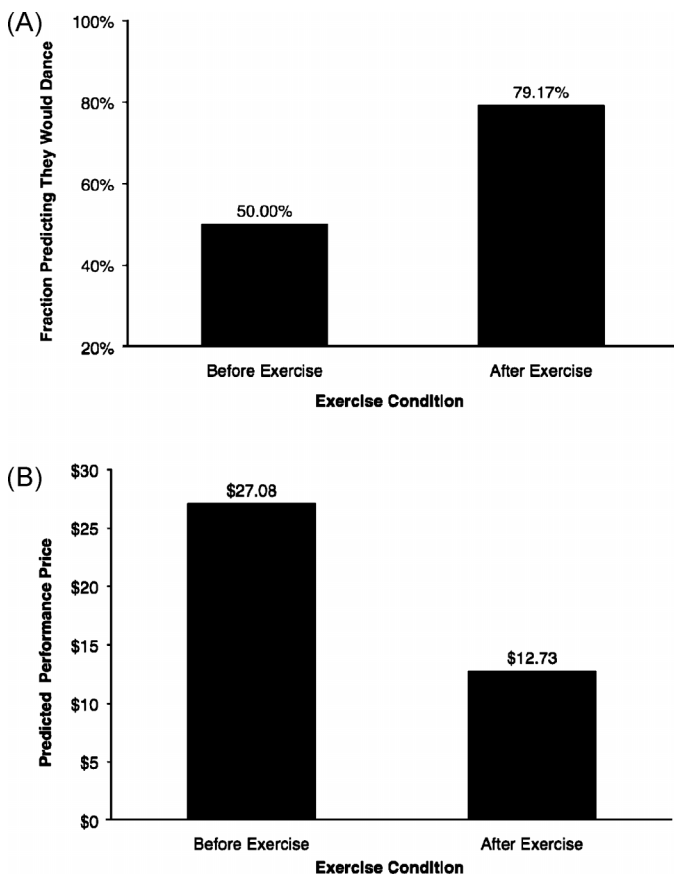 (A)
Fraction Predicting They Would Dance
100%
80%
60%
40%
20%
50.00%
79.17%
Before Exercise
After Exercise
Exercise Condition
(B)
Predicted Performance Price
$30
$25
$20
$15
$10
$5
$0
$27.08
$12.73
Before Exercise
After Exercise
Exercise Condition